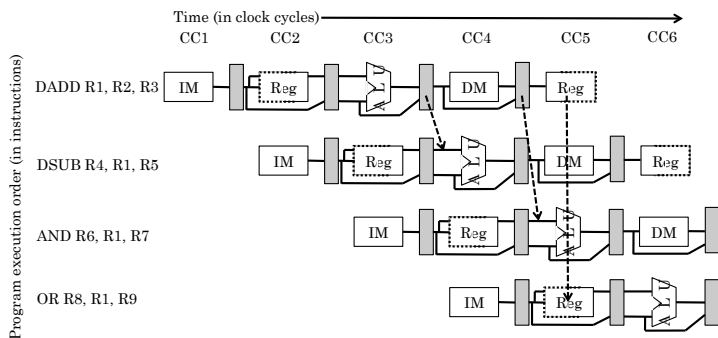 Time (in clock cycles)
CC1 CC2 CC3 CC4 CC5 CC6
Program execution order (in instructions)
DADD R1, R2, R3 IM Reg ALU DM Reg
DSUB R4, R1, R5 IM Reg ALU DM Reg
AND R6, R1, R7 IM Reg ALU DM
OR R8, R1, R9 IM Reg ALU